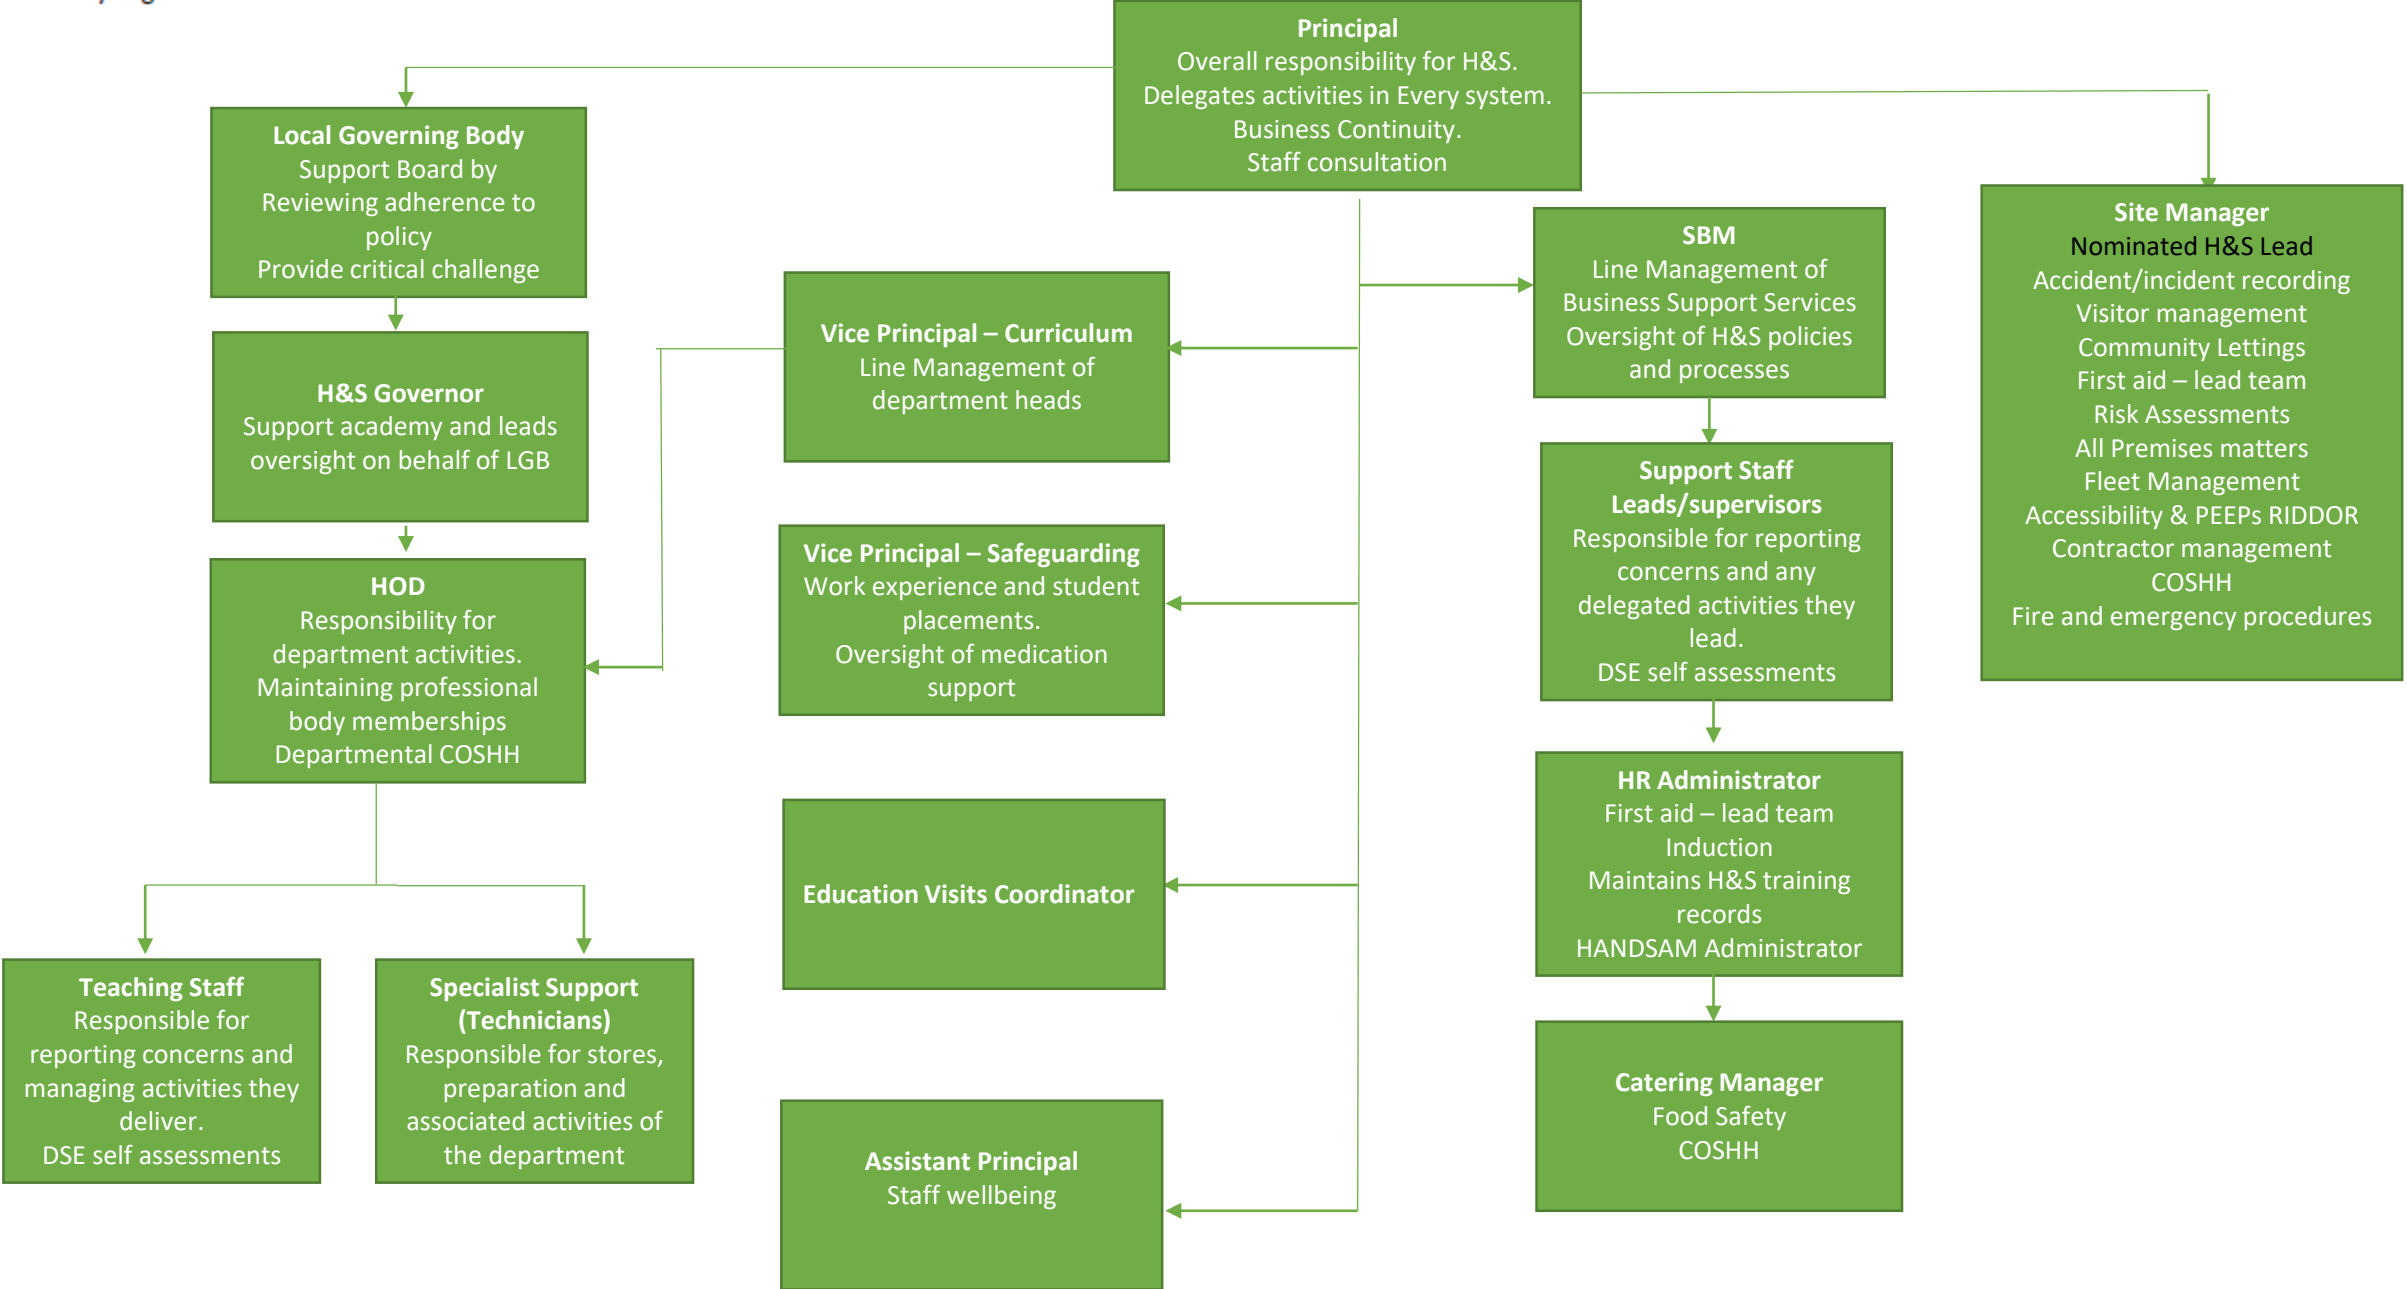 Principal
Overall responsibility for H&S.
Delegates activities in Every system.
Business Continuity.
Staff consultation
Local Governing Body
Support Board by
Reviewing adherence to
policy
Provide critical challenge
H&S Governor
Support academy and leads
oversight on behalf of LGB
HOD
Responsibility for
department activities.
Maintaining professional
body memberships
Departmental COSHH
Teaching Staff
Responsible for
reporting concerns and
managing activities they
deliver.
DSE self assessments
Specialist Support
(Technicians)
Responsible for stores,
preparation and
associated activities of
the department
Vice Principal – Curriculum
Line Management of
department heads
Vice Principal – Safeguarding
Work experience and student
placements.
Oversight of medication
support
Education Visits Coordinator
Assistant Principal
Staff wellbeing
SBM
Line Management of
Business Support Services
Oversight of H&S policies
and processes
Support Staff
Leads/supervisors
Responsible for reporting
concerns and any
delegated activities they
lead.
DSE self assessments
HR Administrator
First aid – lead team
Induction
Maintains H&S training
records
HANDSAM Administrator
Catering Manager
Food Safety
COSHH
Site Manager
Nominated H&S Lead
Accident/incident recording
Visitor management
Community Lettings
First aid – lead team
Risk Assessments
All Premises matters
Fleet Management
Accessibility & PEEPs RIDDOR
Contractor management
COSHH
Fire and emergency procedures